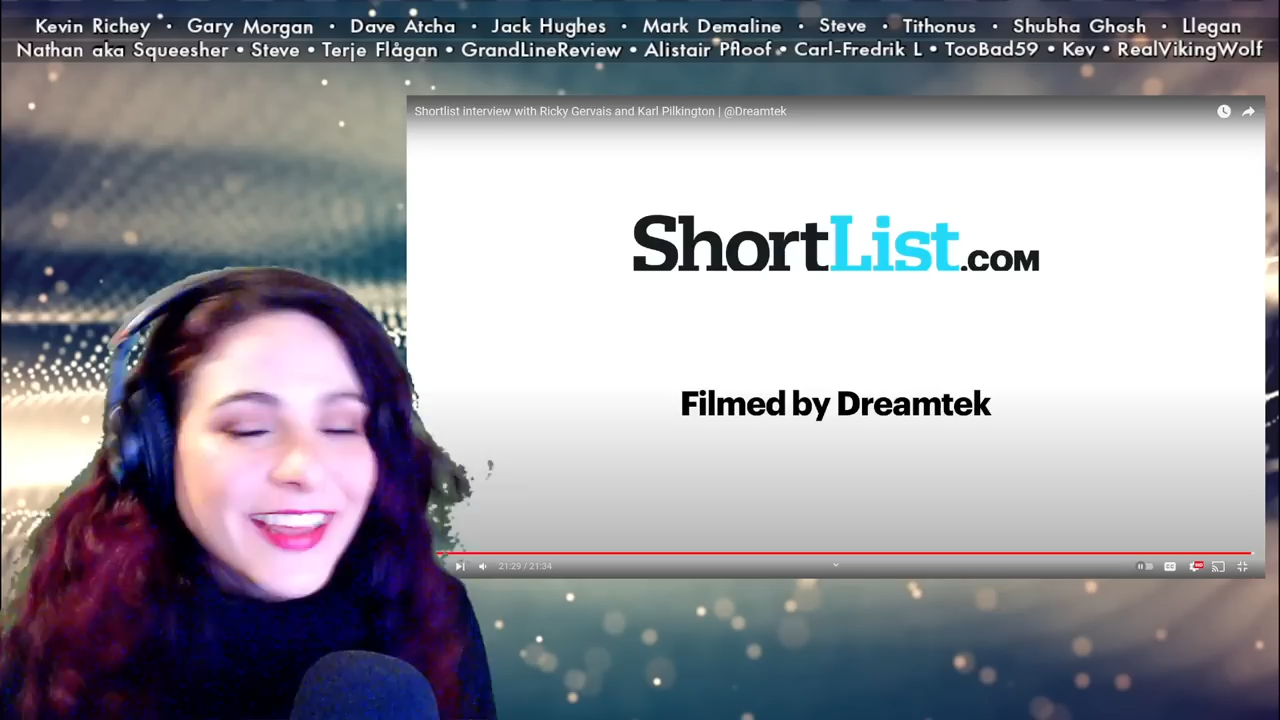 Kevin Richey • Gary Morgan • Dave Atcha • Jack Hughes • Mark Demaline • Steve • Tithonus • Shubha Ghosh • Llegan
Nathan aka Squeesher • Steve • Terje Flågan • GrandLineReview • Alistair Pfloof • Carl-Fredrik L • TooBad59 • Kev • RealVikingWolf
Shortlist interview with Ricky Gervais and Karl Pilkington | @Dreamtek
ShortList.COM
Filmed by Dreamtek
21:29 / 21:34
CC
HD